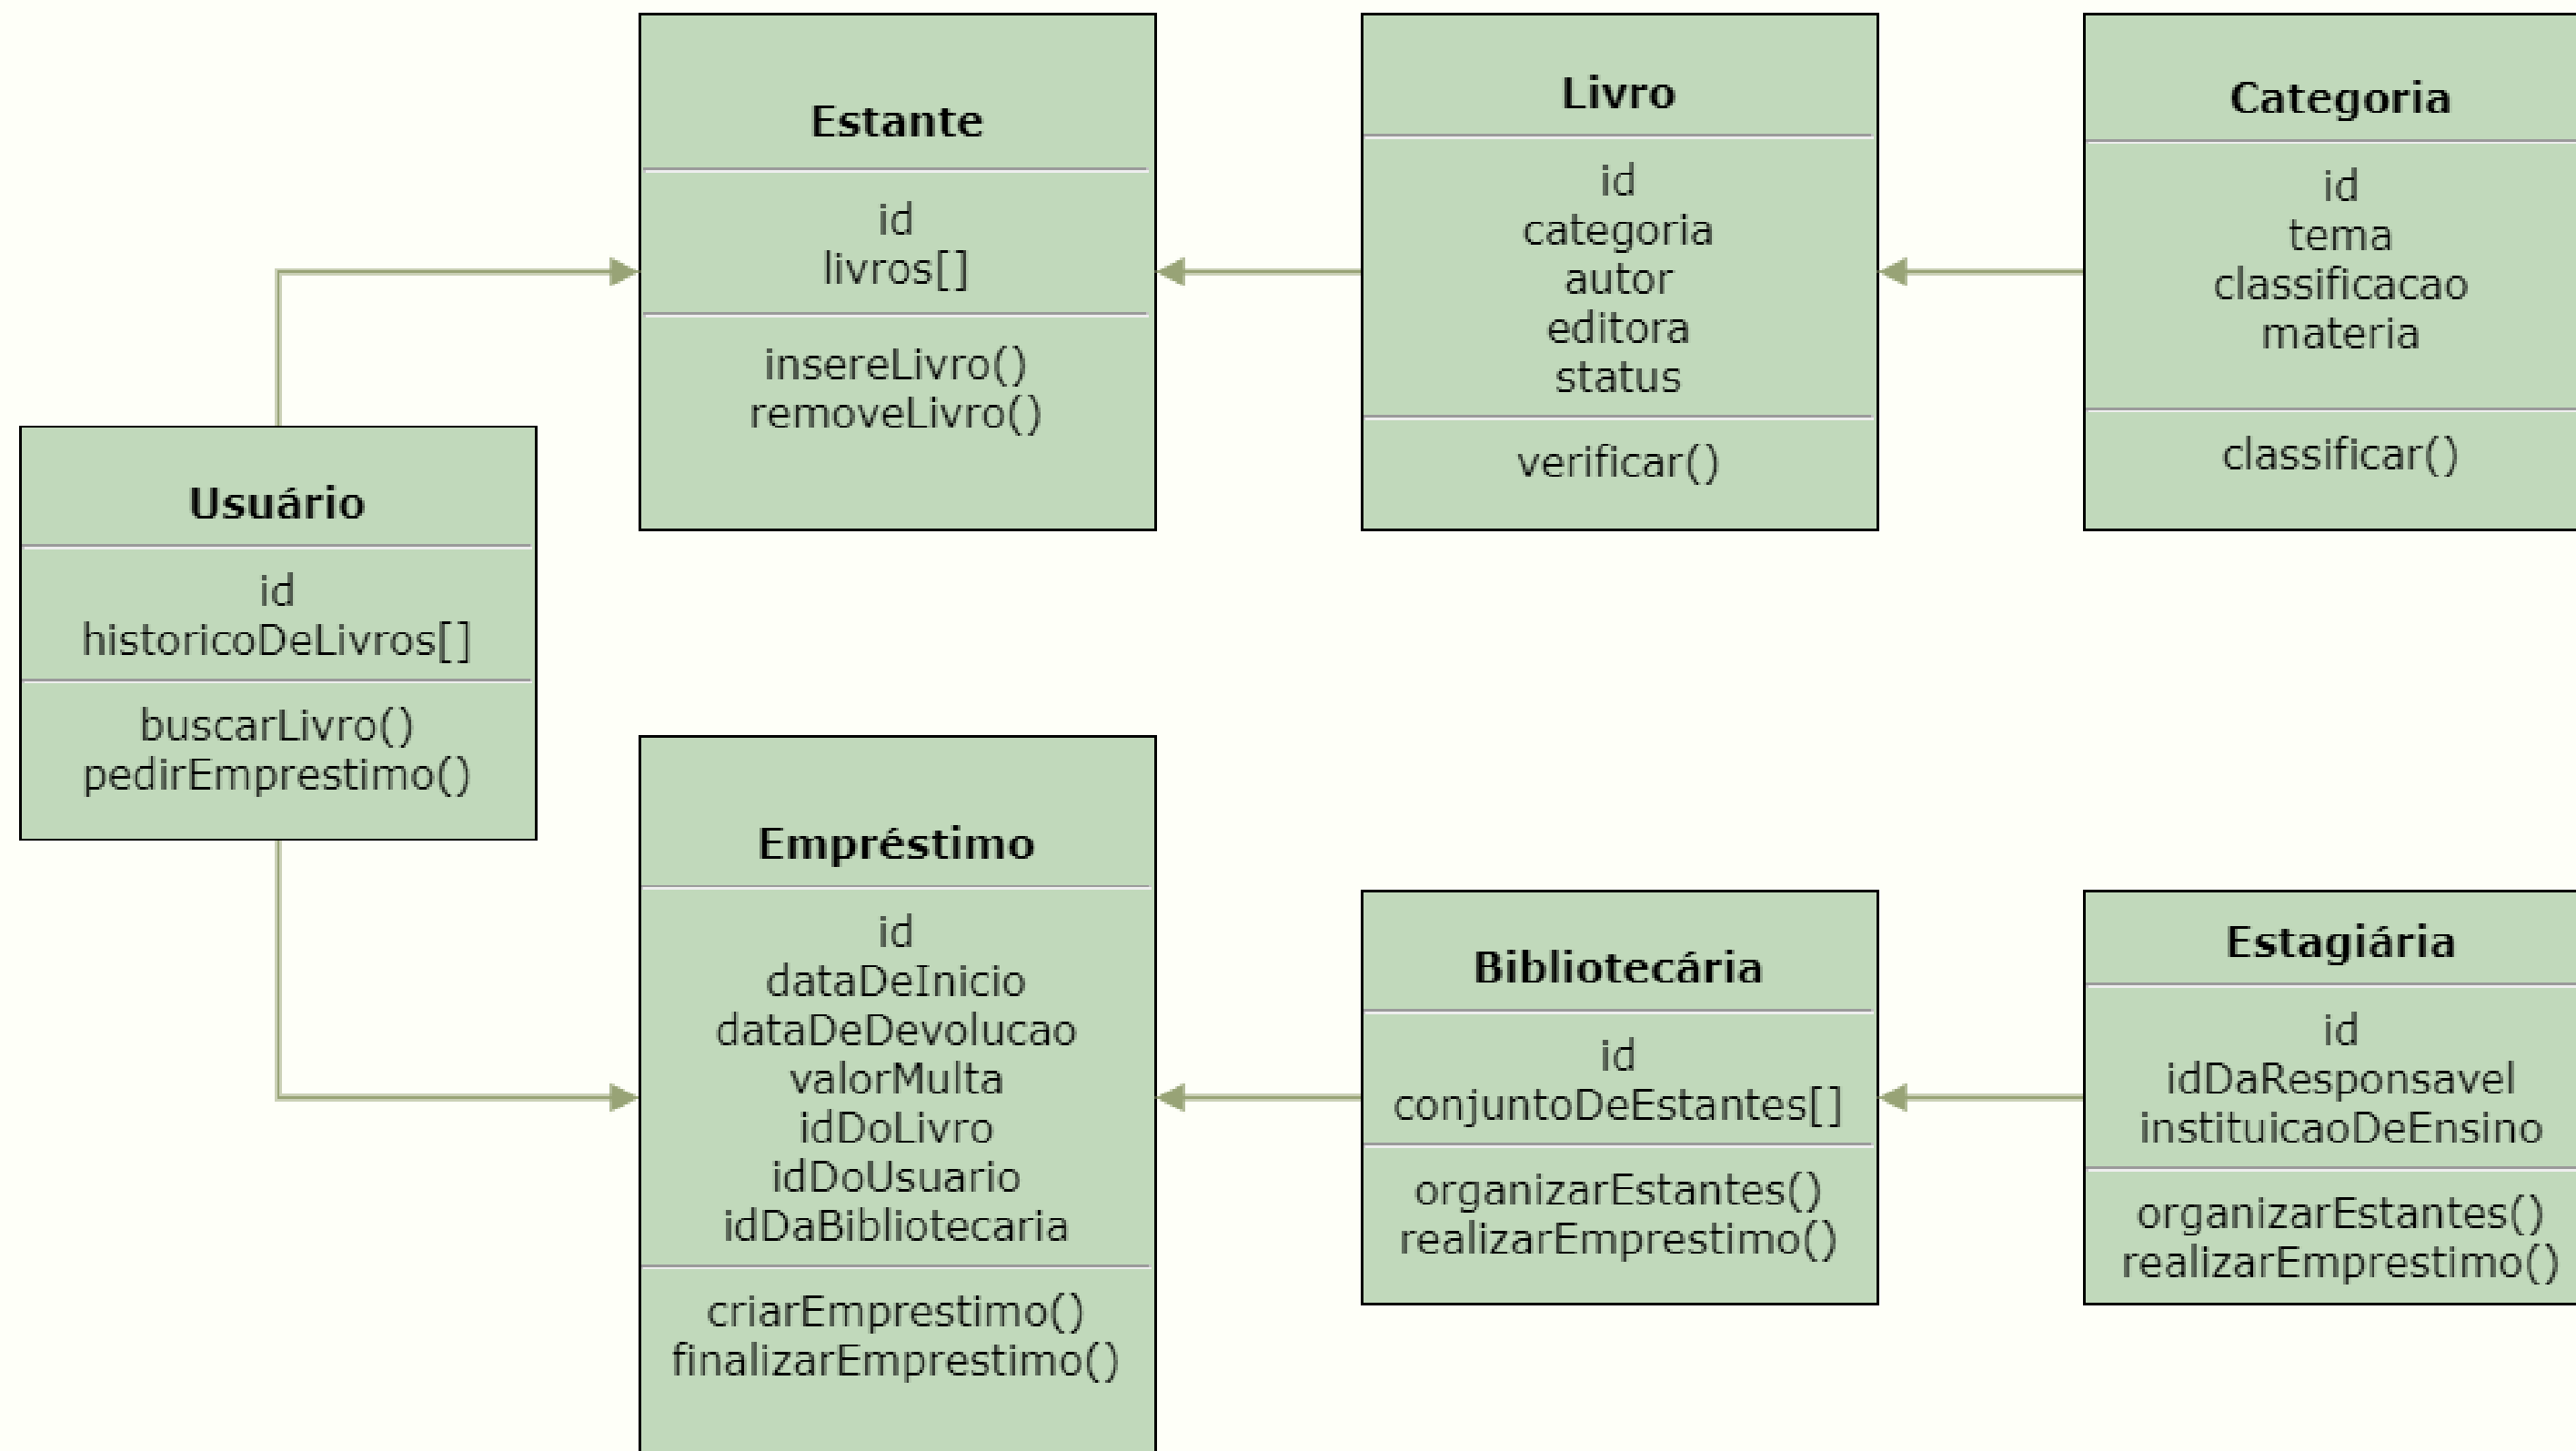 Estante
id
livros[]
insereLivro()
removeLivro()
Livro
id
categoria
autor
editora
status
verificar()
Categoria
id
tema
classificacao
materia
classificar()
Usuário
id
historicoDeLivros[]
buscarLivro()
pedirEmprestimo()
Empréstimo
id
dataDeInicio
dataDeDevolucao
valorMulta
idDoLivro
idDoUsuario
idDaBibliotecaria
criarEmprestimo()
finalizarEmprestimo()
Bibliotecária
id
conjuntoDeEstantes[]
organizarEstantes()
realizarEmprestimo()
Estagiária
id
idDaResponsavel
instituicaoDeEnsino
organizarEstantes()
realizarEmprestimo()